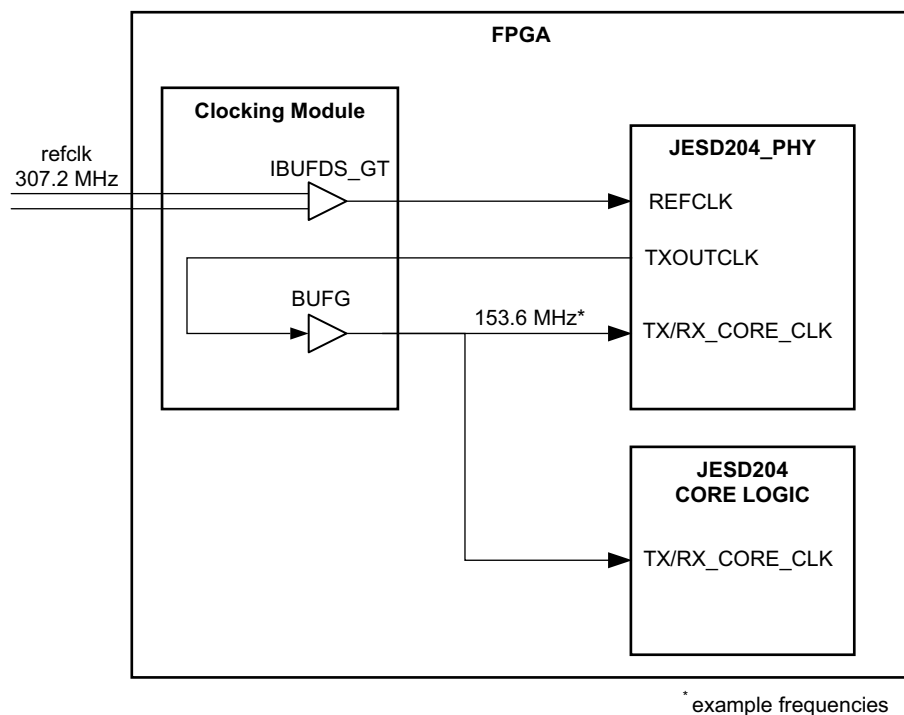 FPGA
Clocking Module
refclk
307.2 MHz
IBUFDS_GT
JESD204_PHY
REFCLK
TXOUTCLK
BUFG
153.6 MHz*
TX/RX_CORE_CLK
JESD204
CORE LOGIC
TX/RX_CORE_CLK
* example frequencies